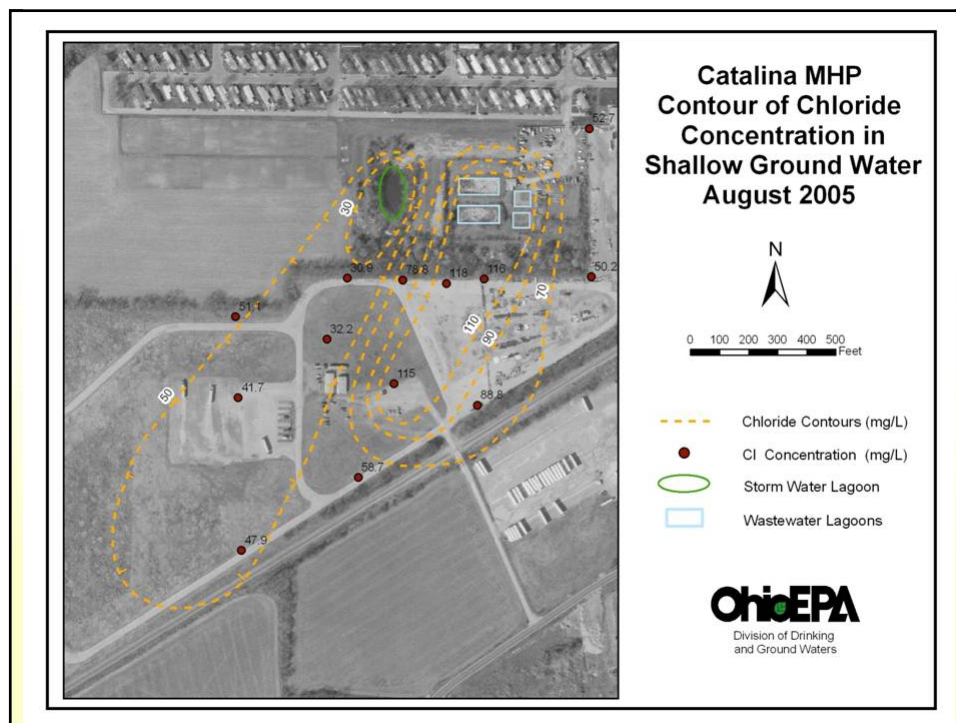 Catalina MHP
Contour of Chloride
Concentration in
Shallow Ground Water
August 2005
N
0 100 200 300 400 500
Feet
Chloride Contours (mg/L)
Cl Concentration (mg/L)
Storm Water Lagoon
Wastewater Lagoons
OhioEPA
Division of Drinking
and Ground Waters
52.7
30
30.9
78.8
118
116
50.2
70
51.1
110
90
32.2
50
41.7
115
88.8
58.7
47.9